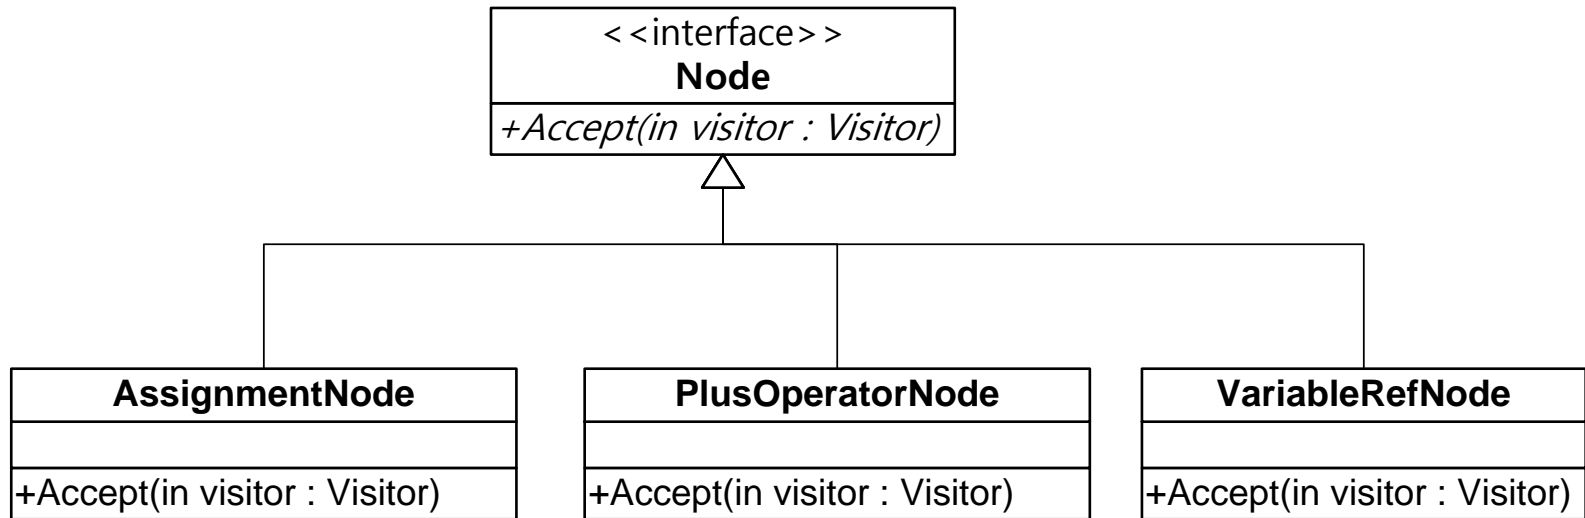 <<interface>>
Node
+Accept(in visitor : Visitor)
AssignmentNode
+Accept(in visitor : Visitor)
PlusOperatorNode
+Accept(in visitor : Visitor)
VariableRefNode
+Accept(in visitor : Visitor)